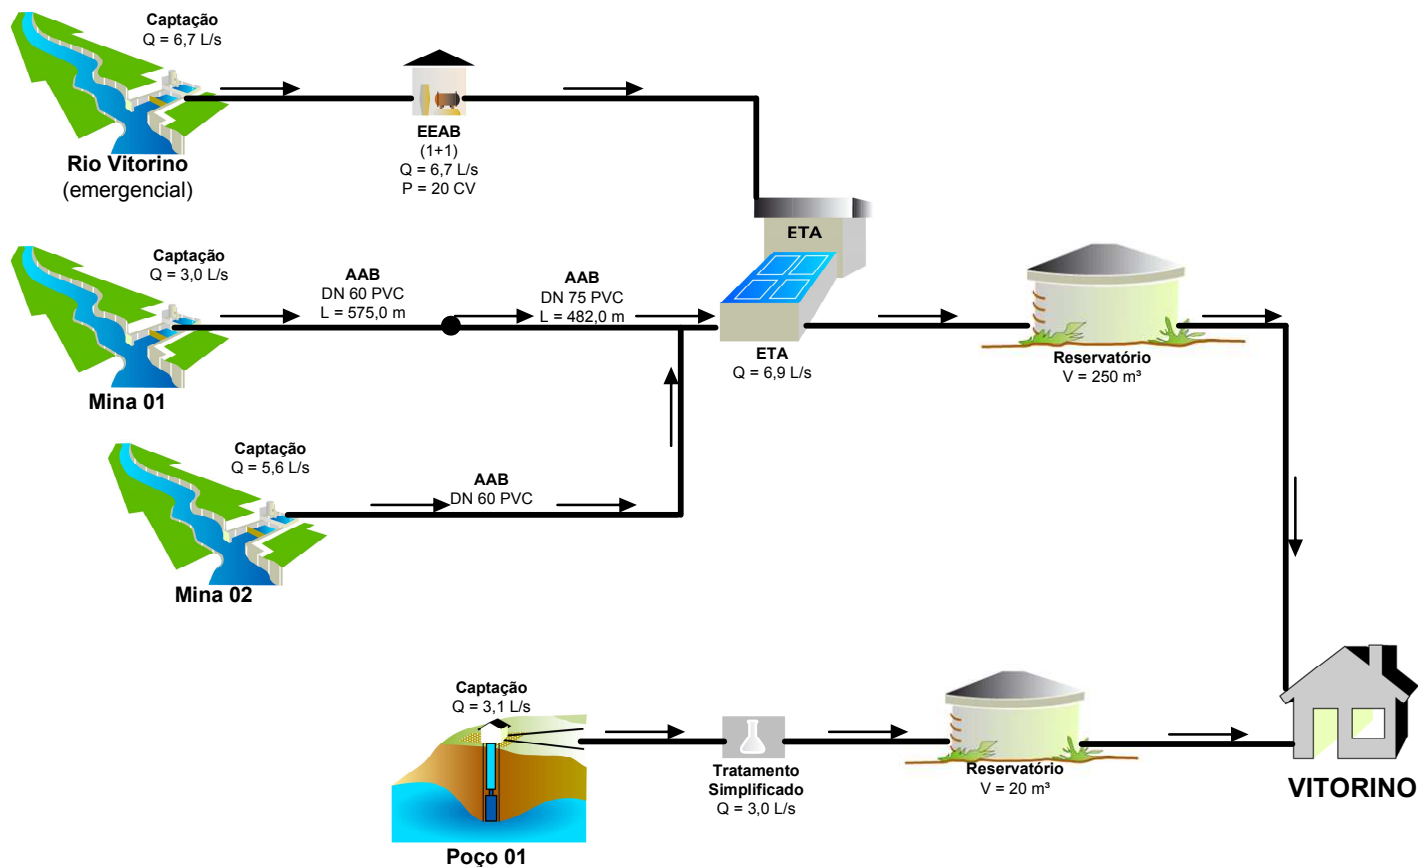 Captação
Q = 6,7 L/s
Rio Vitorino
(emergencial)
EEAB
(1+1)
Q = 6,7 L/s
P = 20 CV
ETA
Captação
Q = 3,0 L/s
Mina 01
AAB
DN 60 PVC
L = 575,0 m
AAB
DN 75 PVC
L = 482,0 m
ETA
Q = 6,9 L/s
Reservatório
V = 250 m³
Captação
Q = 5,6 L/s
Mina 02
AAB
DN 60 PVC
Captação
Q = 3,1 L/s
Poço 01
Tratamento
Simplificado
Q = 3,0 L/s
Reservatório
V = 20 m³
VITORINO